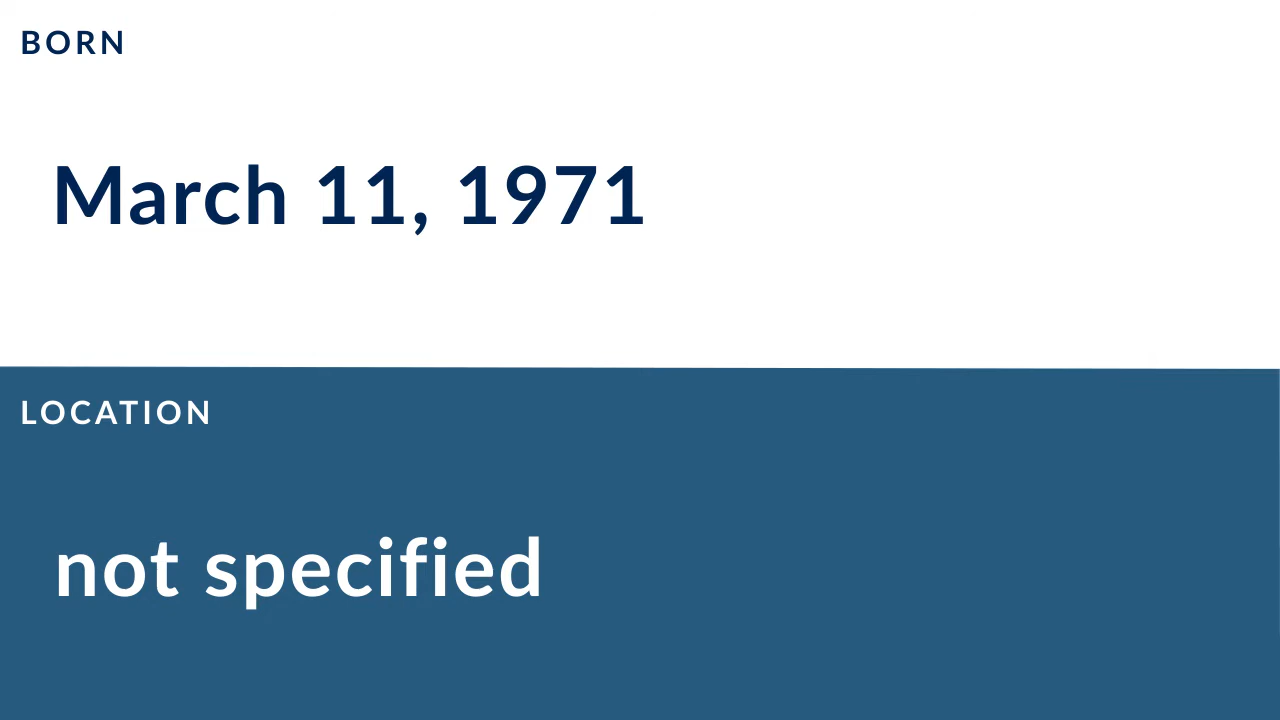 BORN
March 11, 1971
LOCATION
not specified